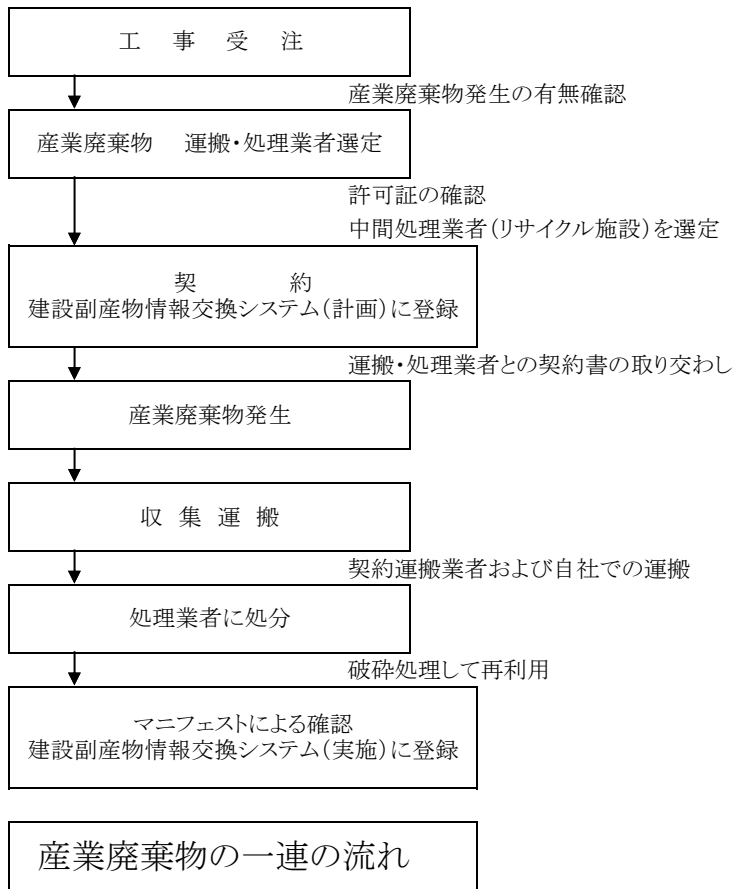 工 事 受 注
産業廃棄物発生の有無確認
産業廃棄物 運搬・処理業者選定
許可証の確認
中間処理業者(リサイクル施設)を選定
契 約
建設副産物情報交換システム(計画)に登録
運搬・処理業者との契約書の取り交わし
産業廃棄物発生
収 集 運 搬
契約運搬業者および自社での運搬
処理業者に処分
破砕処理して再利用
マニフェストによる確認
建設副産物情報交換システム(実施)に登録
産業廃棄物の一連の流れ